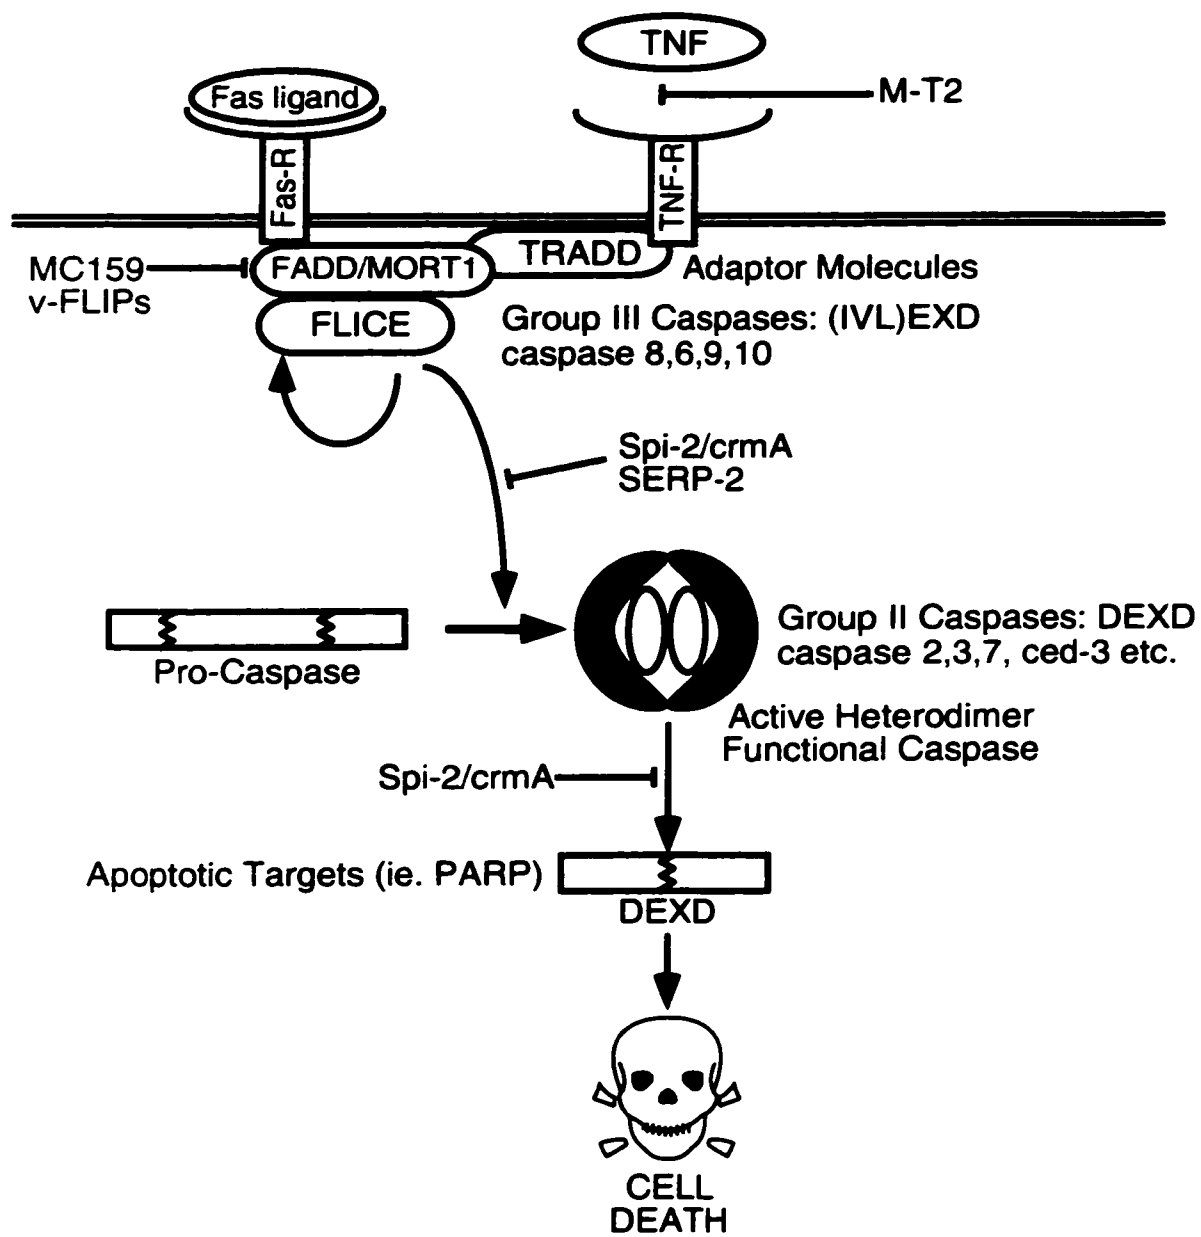 TNF
M-T2
Fas ligand
Fas-R
TNF-R
TRADD
FADD/MORT1
MC159
v-FLIPs
Adaptor Molecules
FLICE
Group III Caspases: (IVL)EXD
caspase 8,6,9,10
Spi-2/crmA
SERP-2
Pro-Caspase
Group II Caspases: DEXD
caspase 2,3,7, ced-3 etc.
Active Heterodimer
Functional Caspase
Spi-2/crmA
Apoptotic Targets (ie. PARP)
DEXD
CELL
DEATH